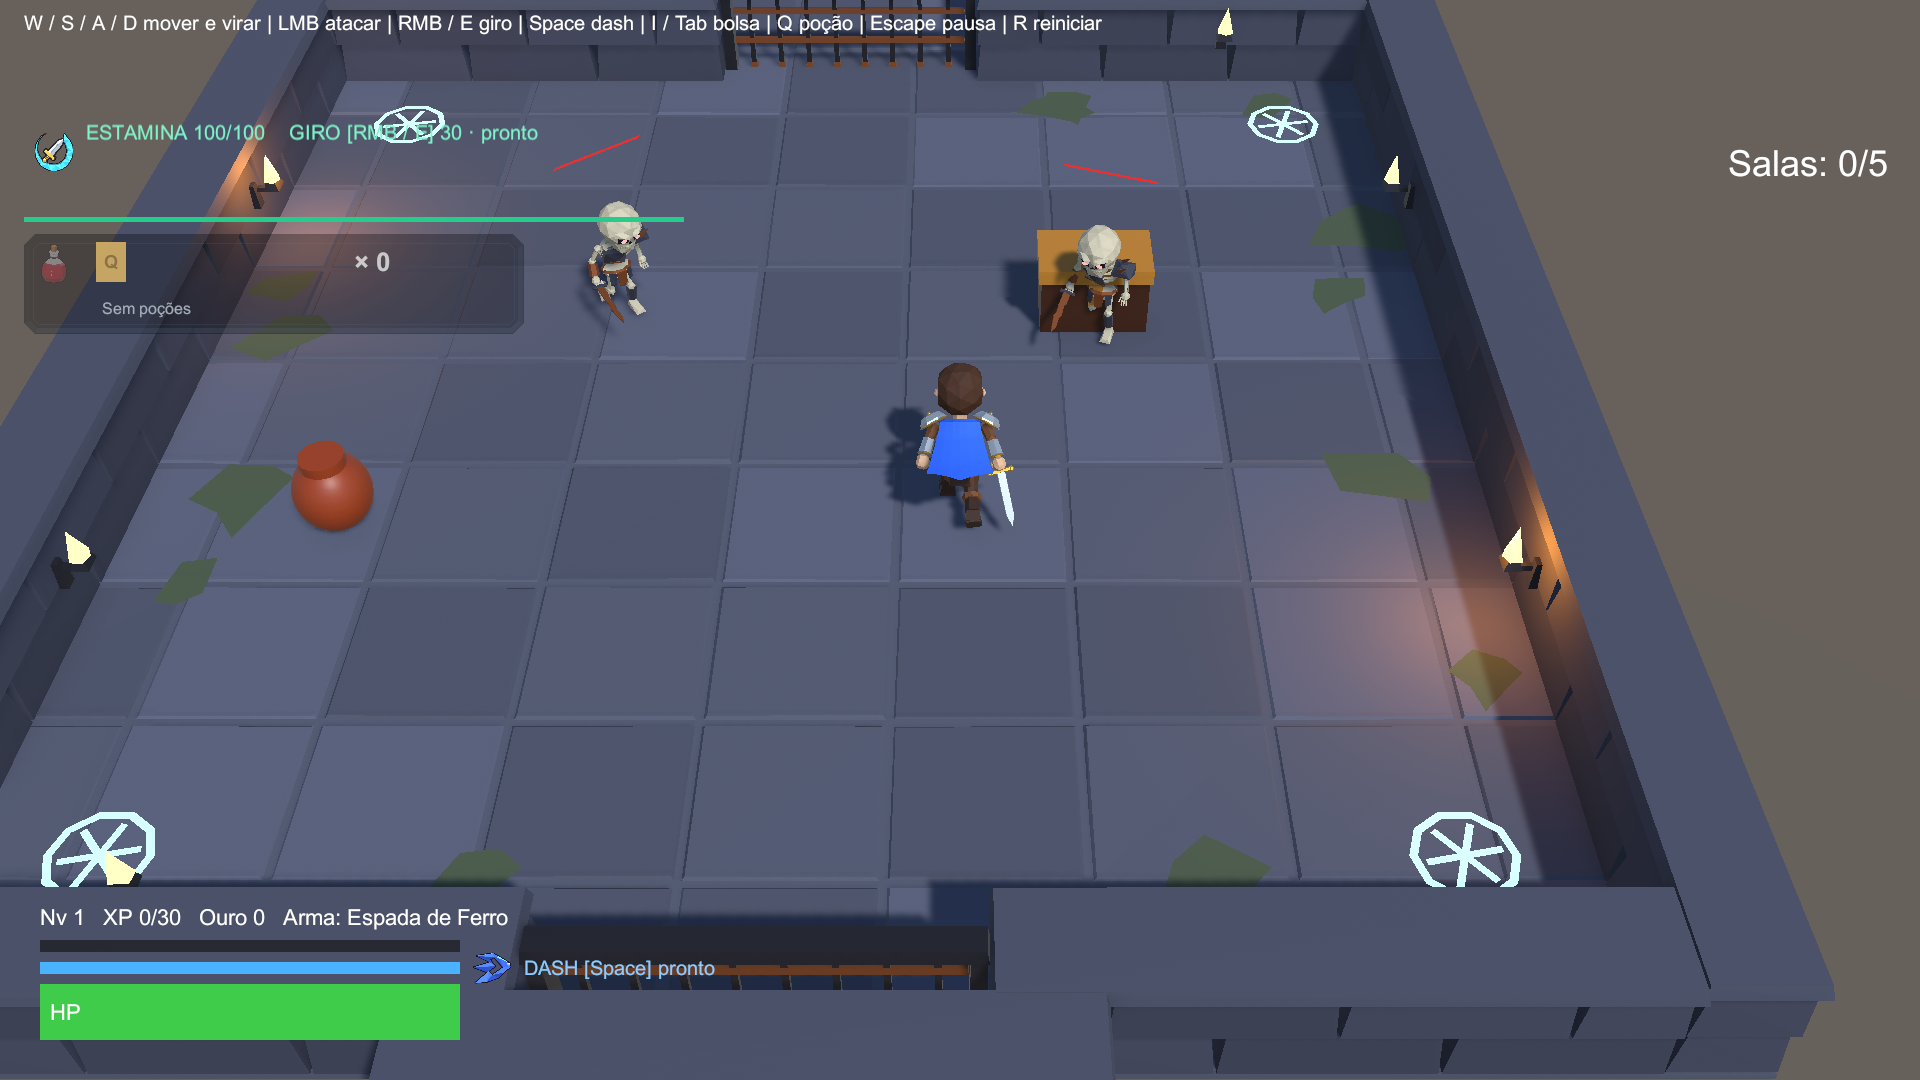 W / S / A / D mover e virar | LMB atacar | RMB / E giro | Space dash | I / Tab bolsa | Q poção | Escape pausa | R reiniciar
ESTAMINA 100/100 GIRO [RMB / E] 30 · pronto
Salas: 0/5
Q × 0
Sem poções
Nv 1 XP 0/30 Ouro 0 Arma: Espada de Ferro
DASH [Space] pronto
HP